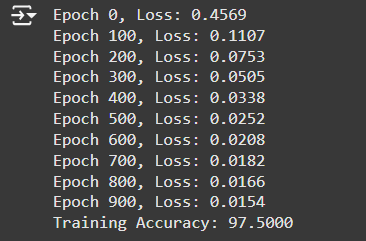 Epoch 0, Loss: 0.4569
Epoch 100, Loss: 0.1107
Epoch 200, Loss: 0.0753
Epoch 300, Loss: 0.0505
Epoch 400, Loss: 0.0338
Epoch 500, Loss: 0.0252
Epoch 600, Loss: 0.0208
Epoch 700, Loss: 0.0182
Epoch 800, Loss: 0.0166
Epoch 900, Loss: 0.0154
Training Accuracy: 97.5000